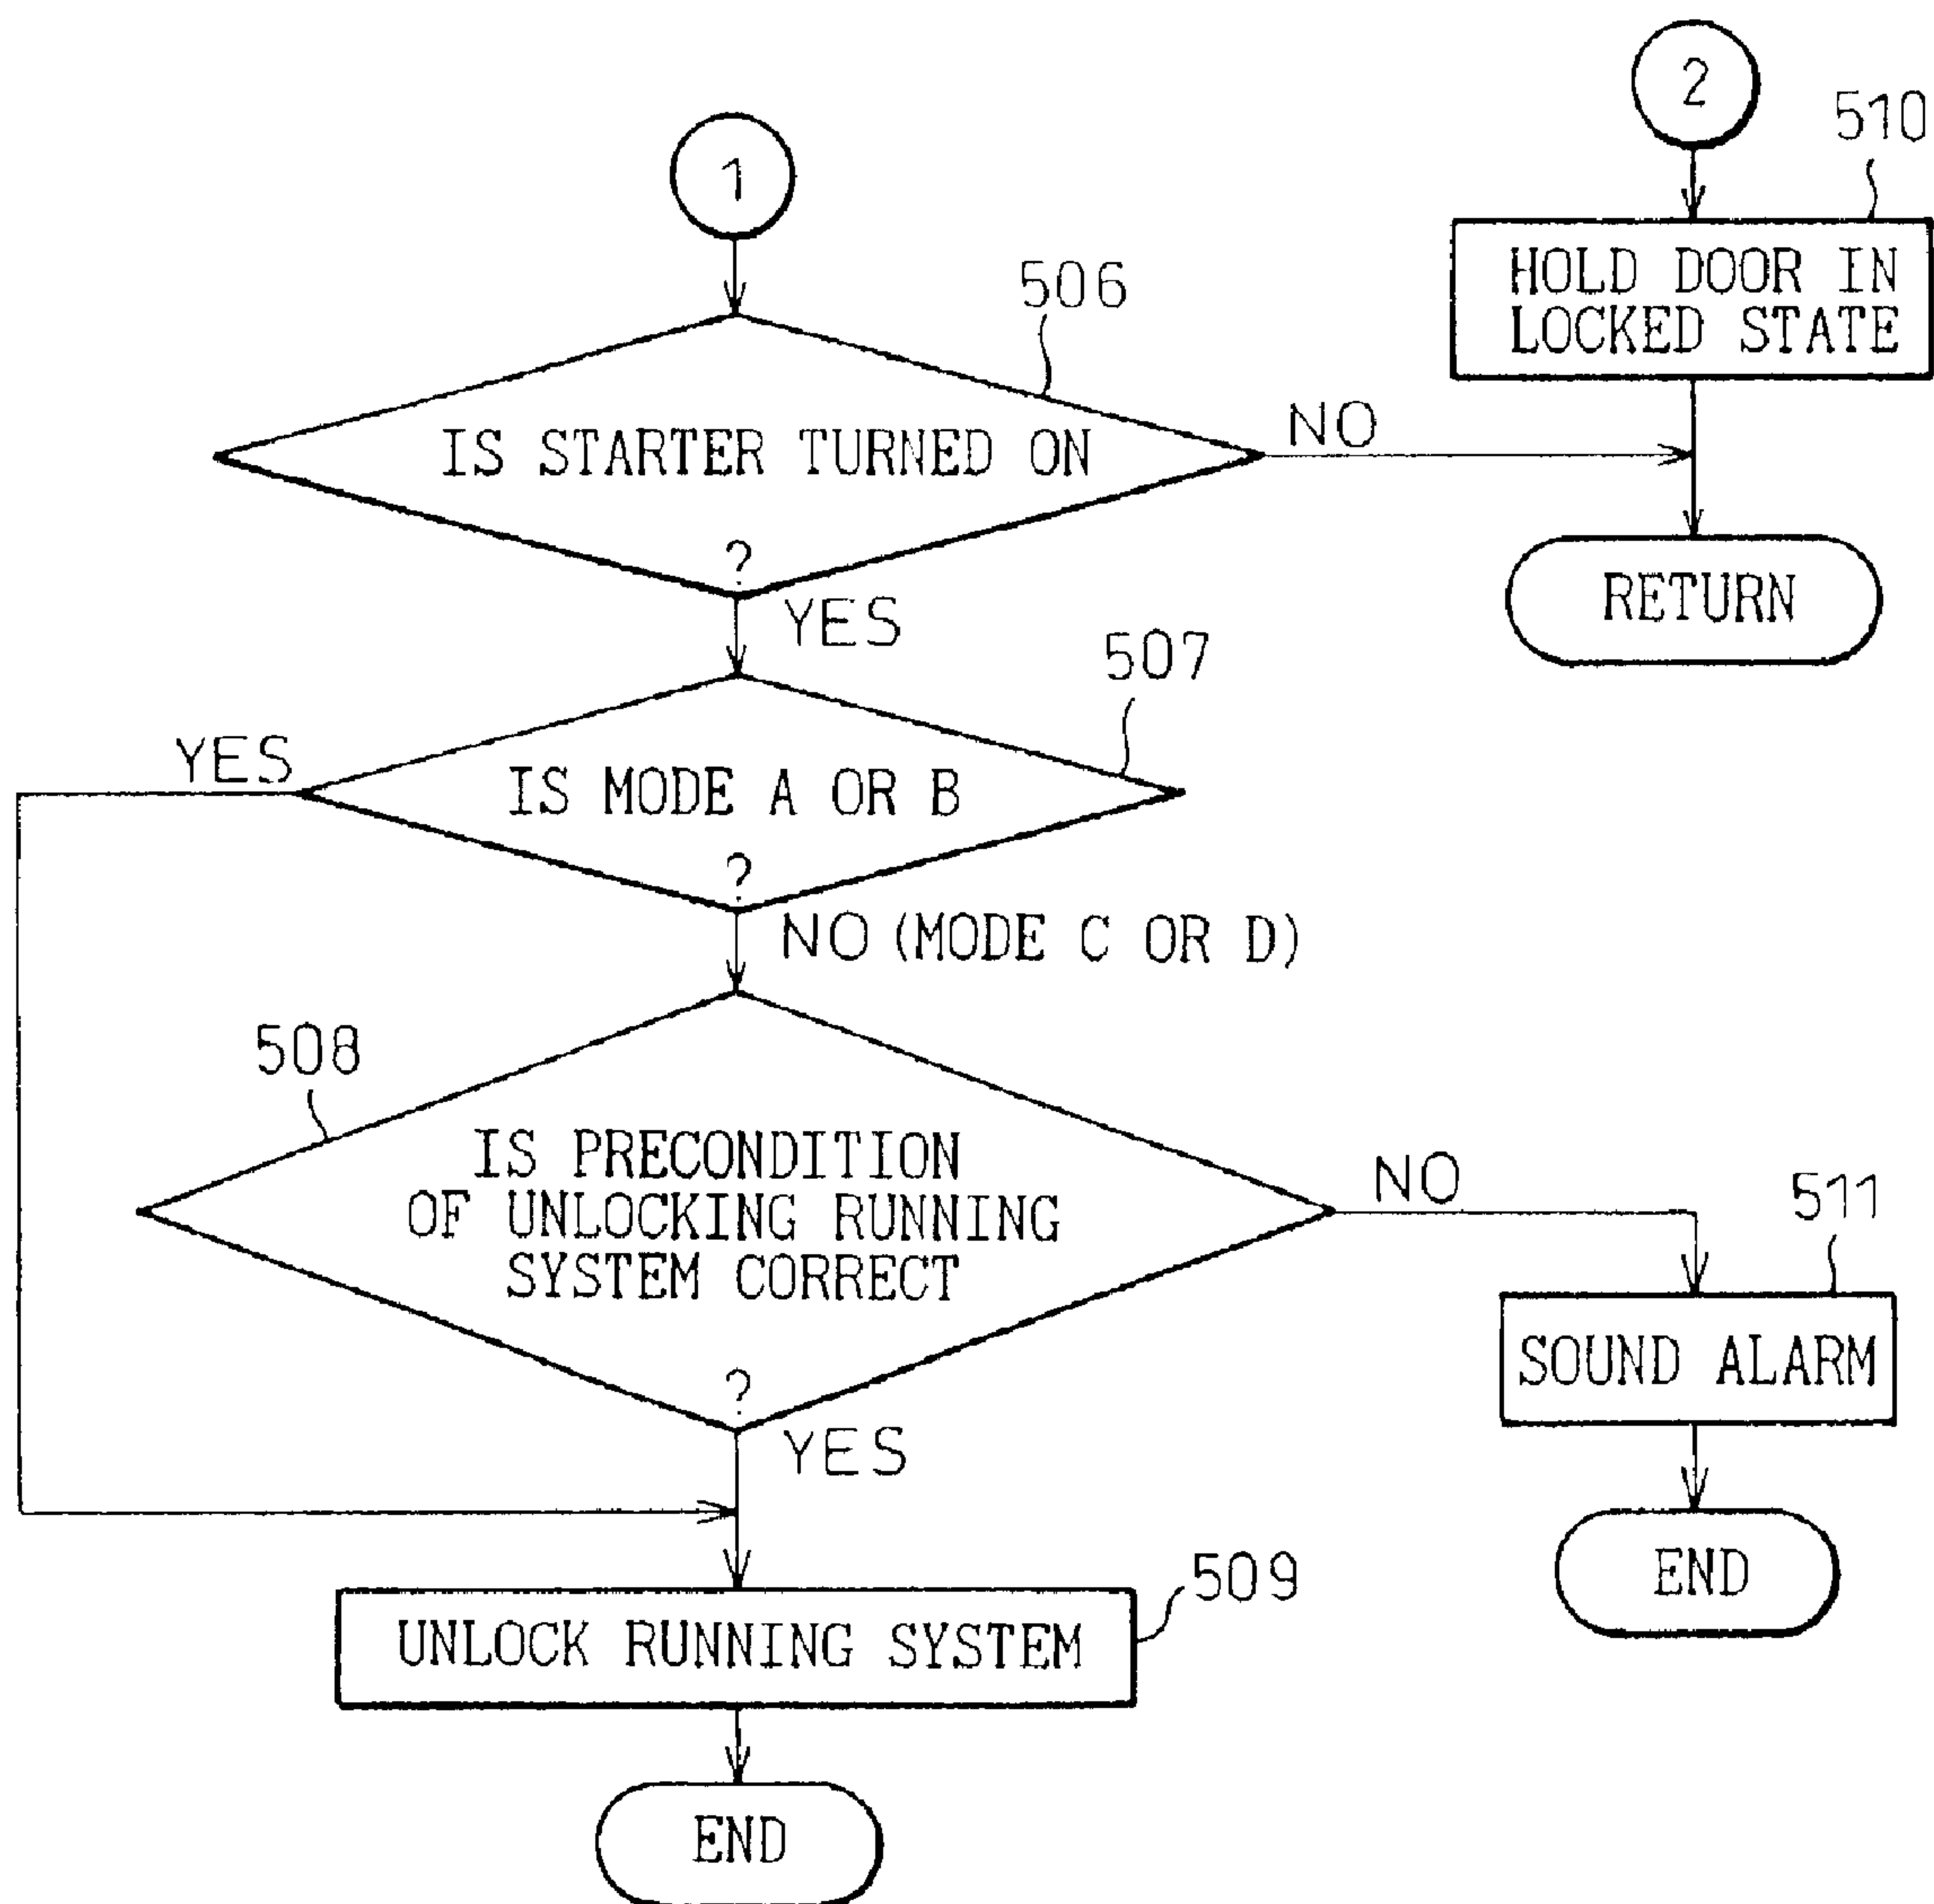 1
2
510
HOLD DOOR IN
LOCKED STATE
506
IS STARTER TURNED ON
?
NO
YES
RETURN
507
YES
IS MODE A OR B
?
NO (MODE C OR D)
508
IS PRECONDITION
OF UNLOCKING RUNNING
SYSTEM CORRECT
?
NO
YES
511
SOUND ALARM
END
509
UNLOCK RUNNING SYSTEM
END